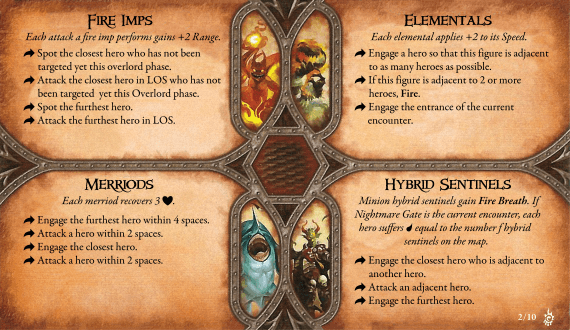 FIRE IMPS
Each attack a fire imp performs gains +2 Range.
Spot the closest hero who has not been
targeted yet this overlord phase.
Attack the closest hero in LOS who has not
been targeted yet this Overlord phase.
Spot the furthest hero.
Attack the furthest hero in LOS.
ELEMENTALS
Each elemental applies +2 to its Speed.
Engage a hero so that this figure is adjacent
to as many heroes as possible.
If this figure is adjacent to 2 or more
heroes, Fire.
Engage the entrance of the current
encounter.
MERRIODS
Each merriod recovers 3 ♥.
Engage the furthest hero within 4 spaces.
Attack a hero within 2 spaces.
Engage the closest hero.
Attack a hero within 2 spaces.
HYBRID SENTINELS
Minion hybrid sentinels gain Fire Breath. If
Nightmare Gate is the current encounter, each
hero suffers equal to the number f hybrid
sentinels on the map.
Engage the closest hero who is adjacent to
another hero.
Attack an adjacent hero.
Engage the furthest hero.
2/10